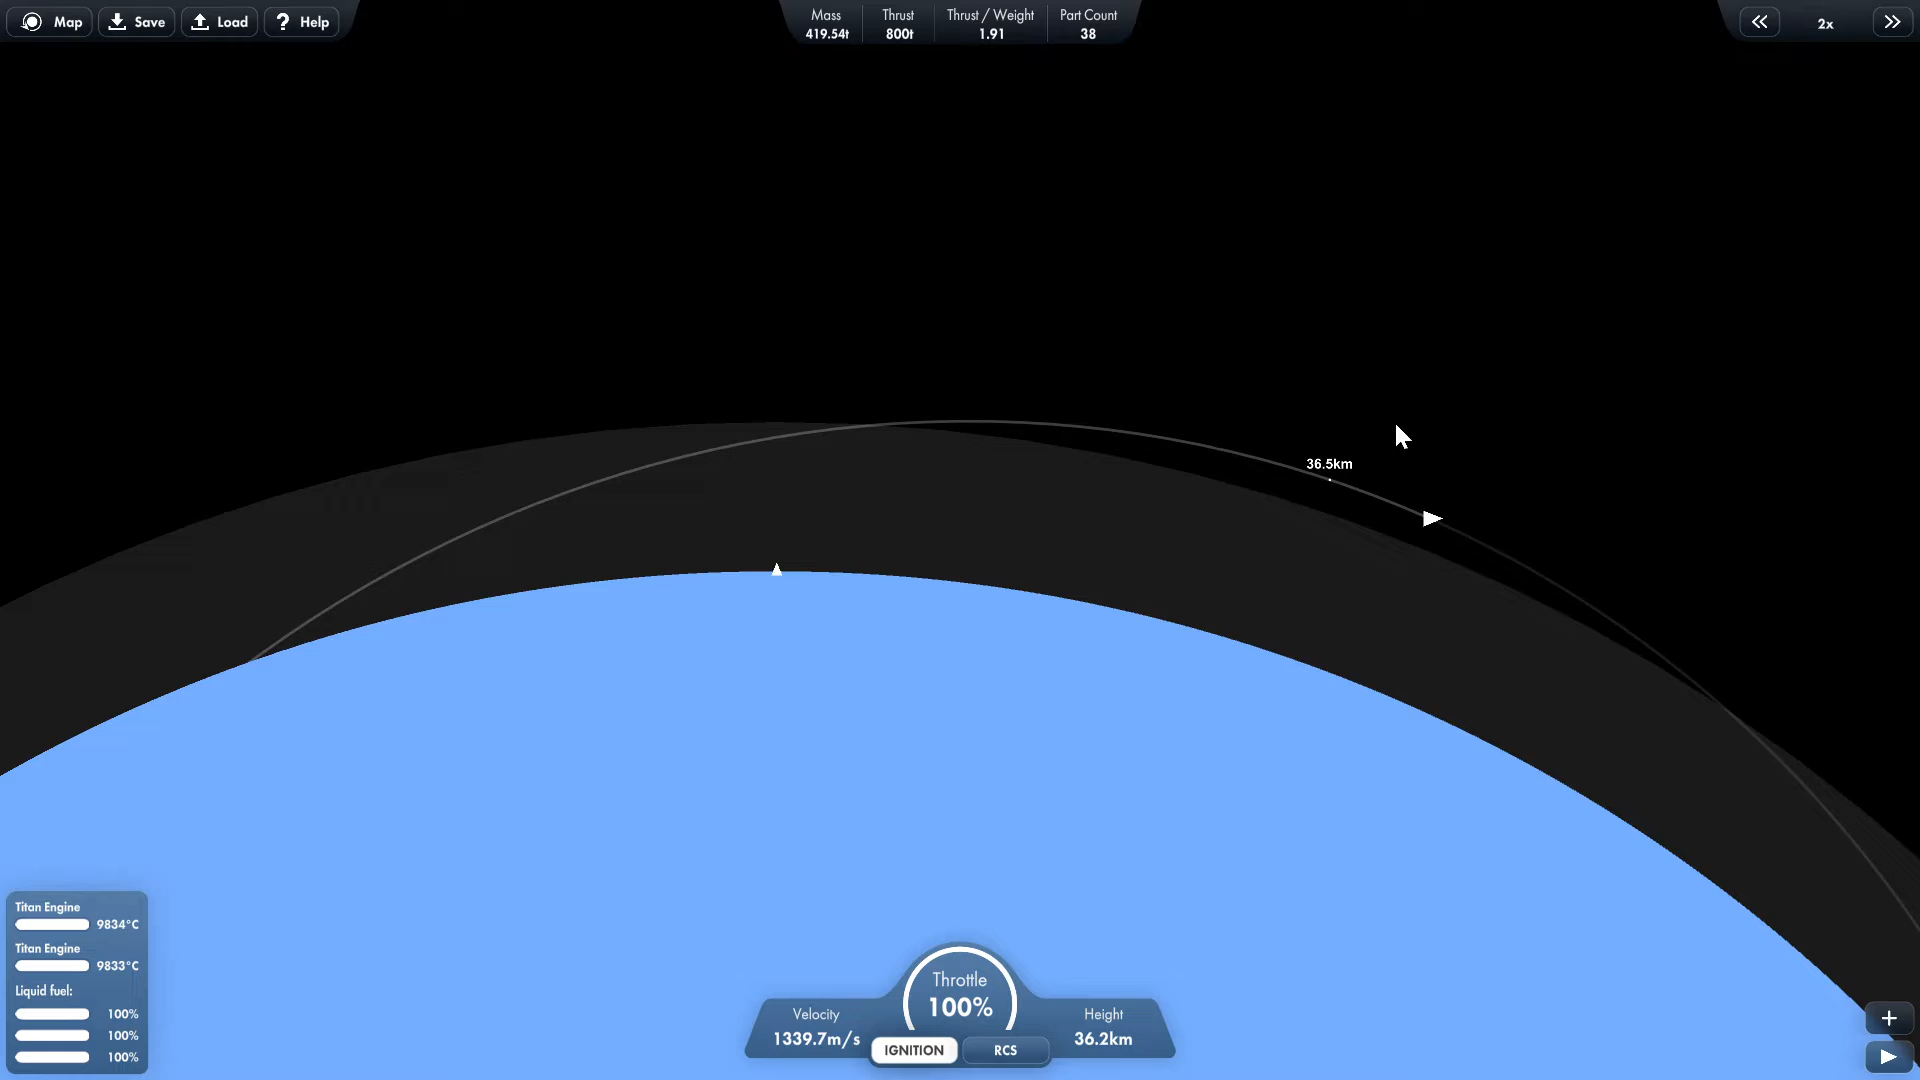 Map
Save
Load
Help
Mass
419.54t
Thrust
800t
Thrust / Weight
1.91
Part Count
38
2x
36.5km
Titan Engine
9834°C
Titan Engine
9833°C
Liquid fuel:
100%
100%
100%
Throttle
100%
Velocity
1339.7m/s
Height
36.2km
IGNITION
RCS